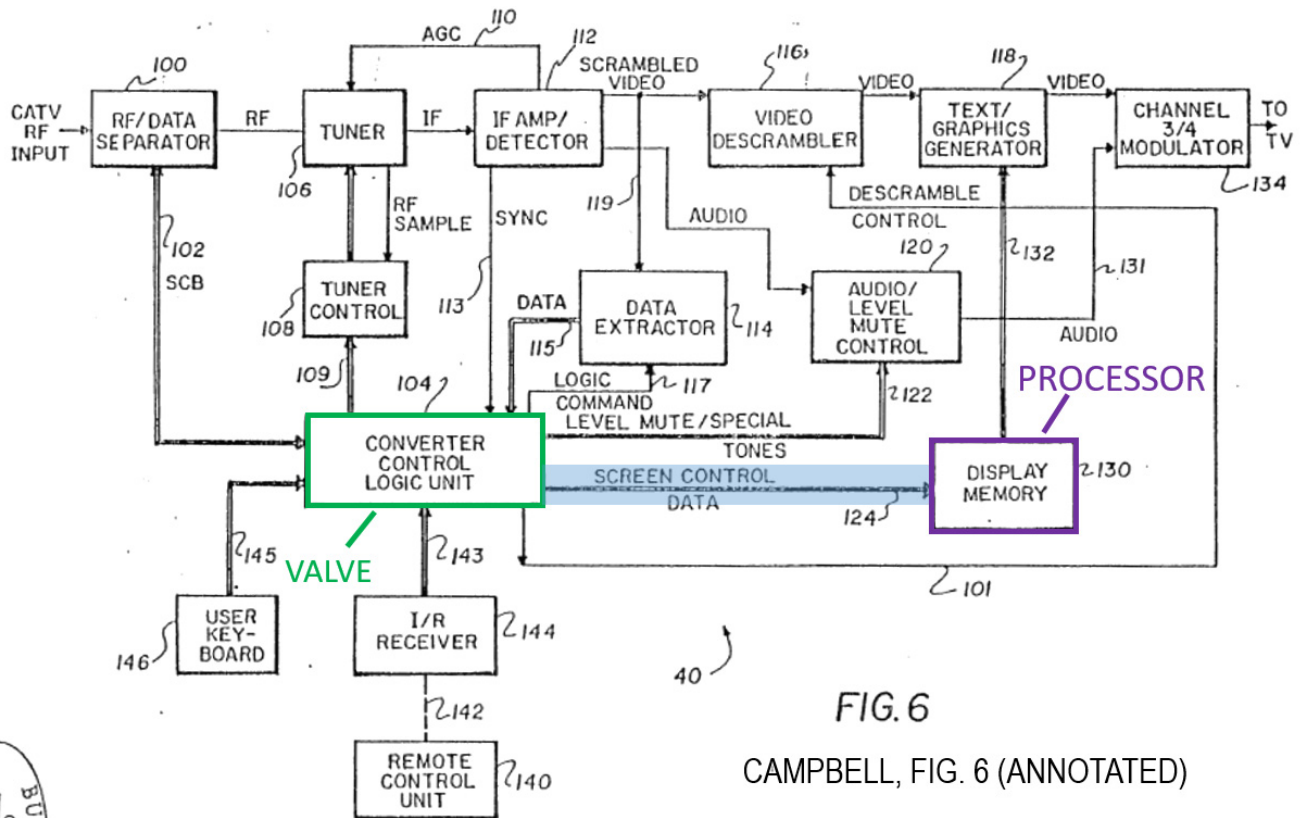 AGC
110
112
100
SCRAMBLED
VIDEO
116
VIDEO
118
VIDEO
CATV
RF
INPUT
RF/DATA
SEPARATOR
RF
TUNER
IF
IF AMP/
DETECTOR
VIDEO
DESCRAMBLER
TEXT/
GRAPHICS
GENERATOR
CHANNEL
3/4
MODULATOR
TO
TV
134
106
RF
SAMPLE
SYNC
119
AUDIO
DESCRAMBLE
CONTROL
102
SCB
120
132
131
TUNER
CONTROL
108
113
DATA
115
DATA
EXTRACTOR
114
AUDIO/
LEVEL
MUTE
CONTROL
AUDIO
109
104
LOGIC
COMMAND
117
122
PROCESSOR
LEVEL MUTE/SPECIAL
TONES
CONVERTER
CONTROL
LOGIC UNIT
SCREEN CONTROL
DATA
124
DISPLAY
MEMORY
130
145
VALVE
143
101
USER
KEY-
BOARD
146
I/R
RECEIVER
144
40
142
FIG. 6
REMOTE
CONTROL
UNIT
140
CAMPBELL, FIG. 6 (ANNOTATED)